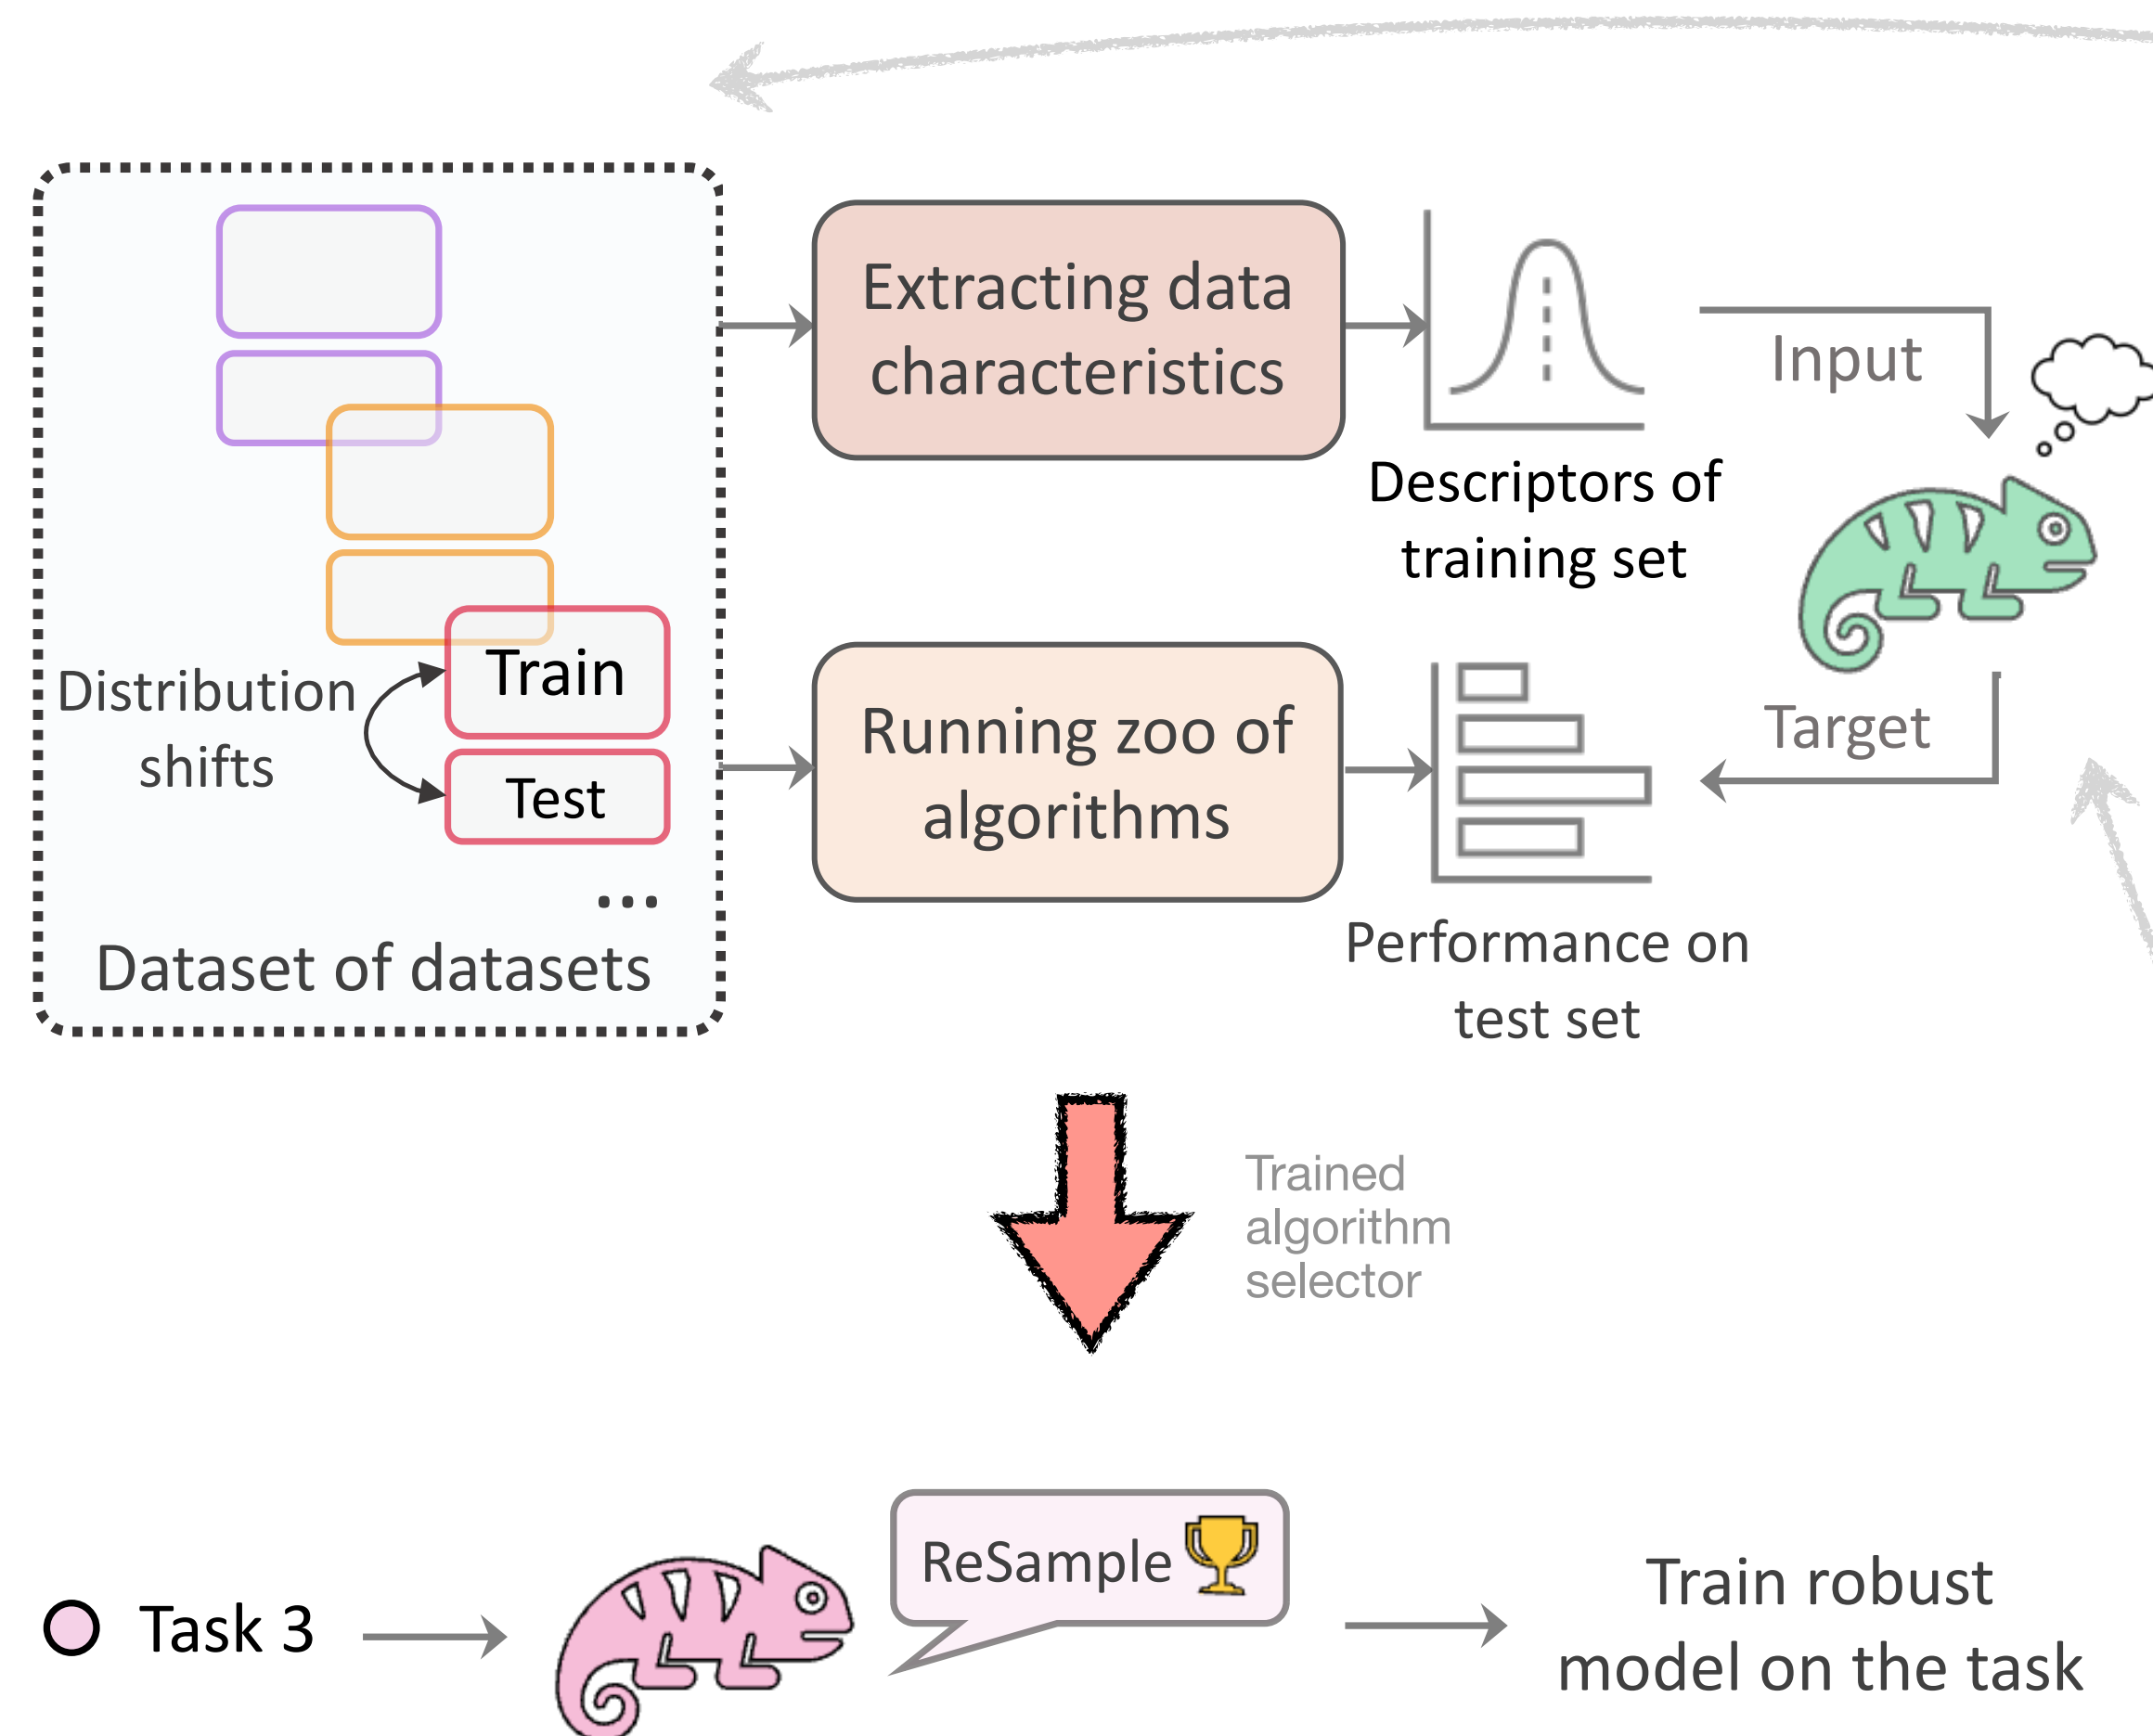 Extracting data
characteristics
Input
Descriptors of
training set
Distribution
shifts
Train
Test
...
Dataset of datasets
Running zoo of
algorithms
Target
Performance on
test set
Trained
algorithm
selector
Task 3
ReSample
Train robust
model on the task